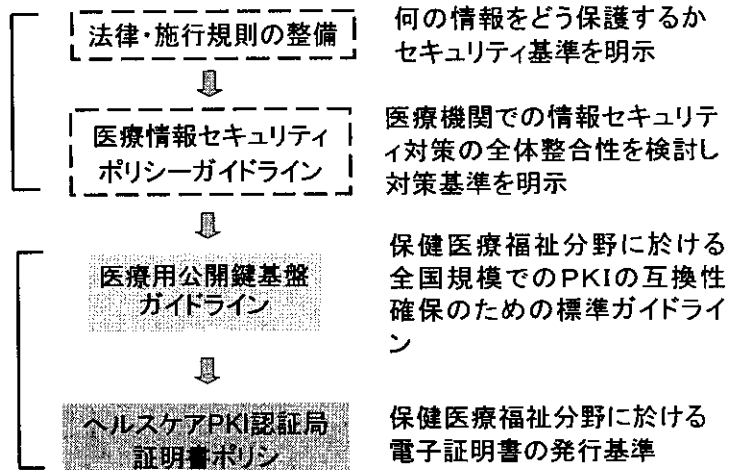 法律・施行規則の整備
何の情報をどう保護するか
セキュリティ基準を明示
医療情報セキュリティ
ポリシーガイドライン
医療機関での情報セキュリテ
ィ対策の全体整合性を検討し
対策基準を明示
医療用公開鍵基盤
ガイドライン
保健医療福祉分野に於ける
全国規模でのPKIの互換性
確保のための標準ガイドライ
ン
ヘルスケアPKI認証局
証明書ポリシ
保健医療福祉分野に於ける
電子証明書の発行基準